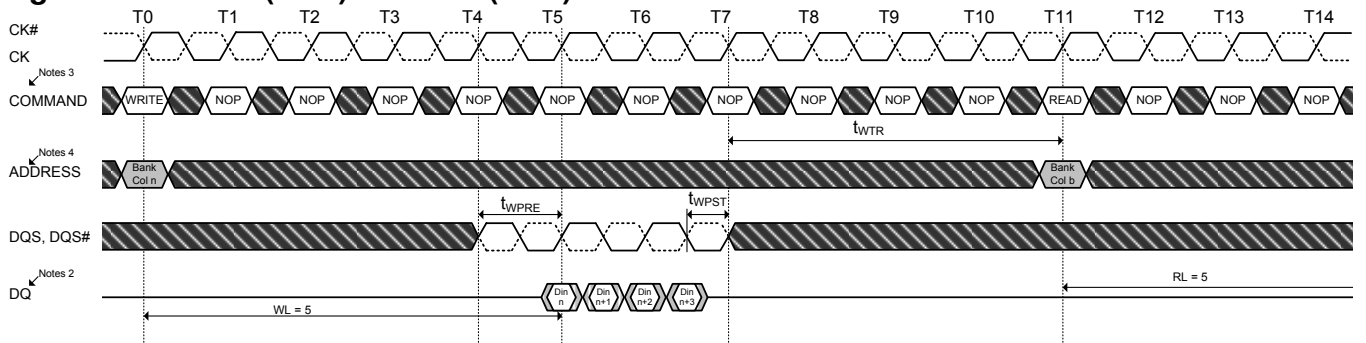 T0 T1 T2 T3 T4 T5 T6 T7 T8 T9 T10 T11 T12 T13 T14
CK#
CK
Notes 3
COMMAND WRITE NOP NOP NOP NOP NOP NOP NOP NOP NOP NOP READ NOP NOP NOP
tWTR
Notes 4
ADDRESS Bank Col n Bank Col b
tWPRE tWPST
DQS, DQS#
Notes 2
DQ Din n Din n+1 Din n+2 Din n+3
RL = 5
WL = 5